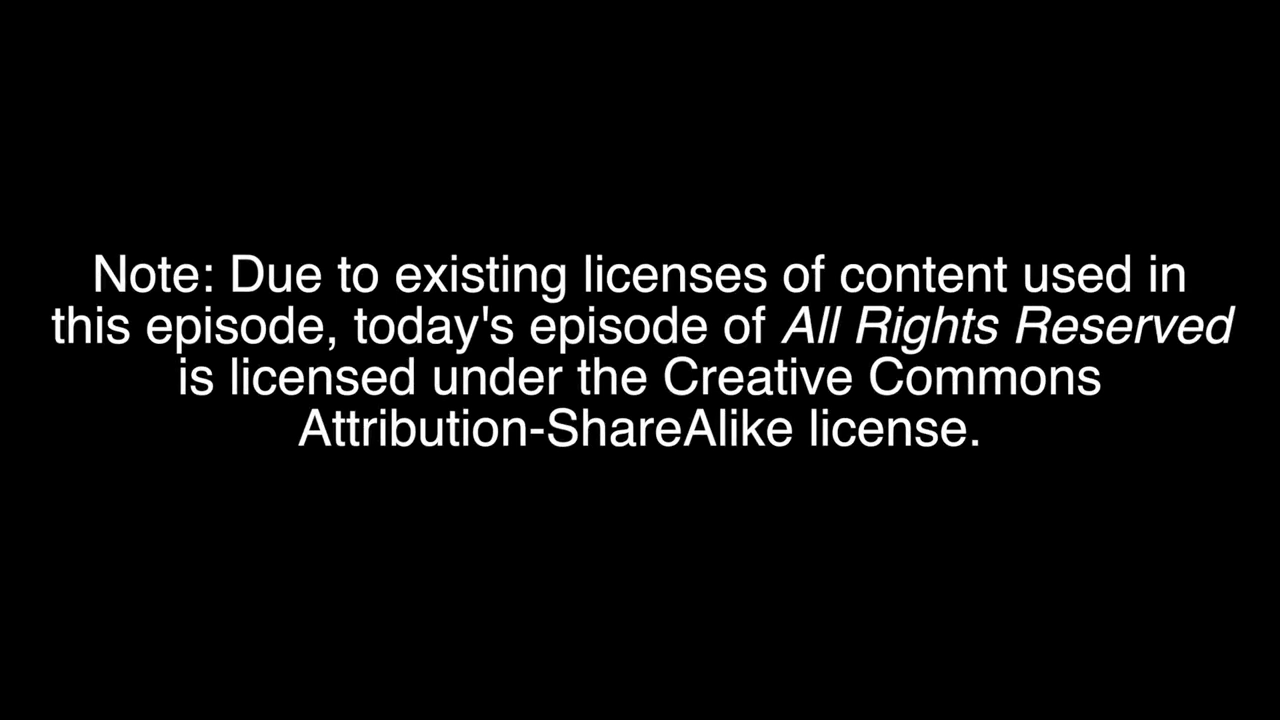 Note: Due to existing licenses of content used in
this episode, today's episode of All Rights Reserved
is licensed under the Creative Commons
Attribution-ShareAlike license.